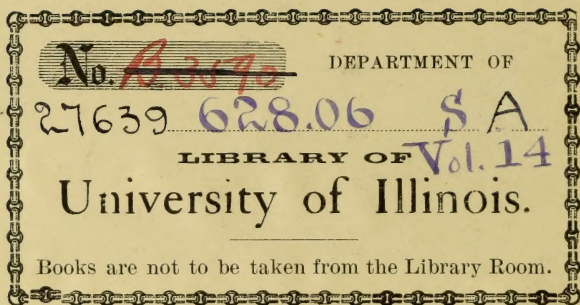 No. B 3590 DEPARTMENT OF
27639 628.06 S A
LIBRARY OF Vol. 14
University of Illinois.
Books are not to be taken from the Library Room.